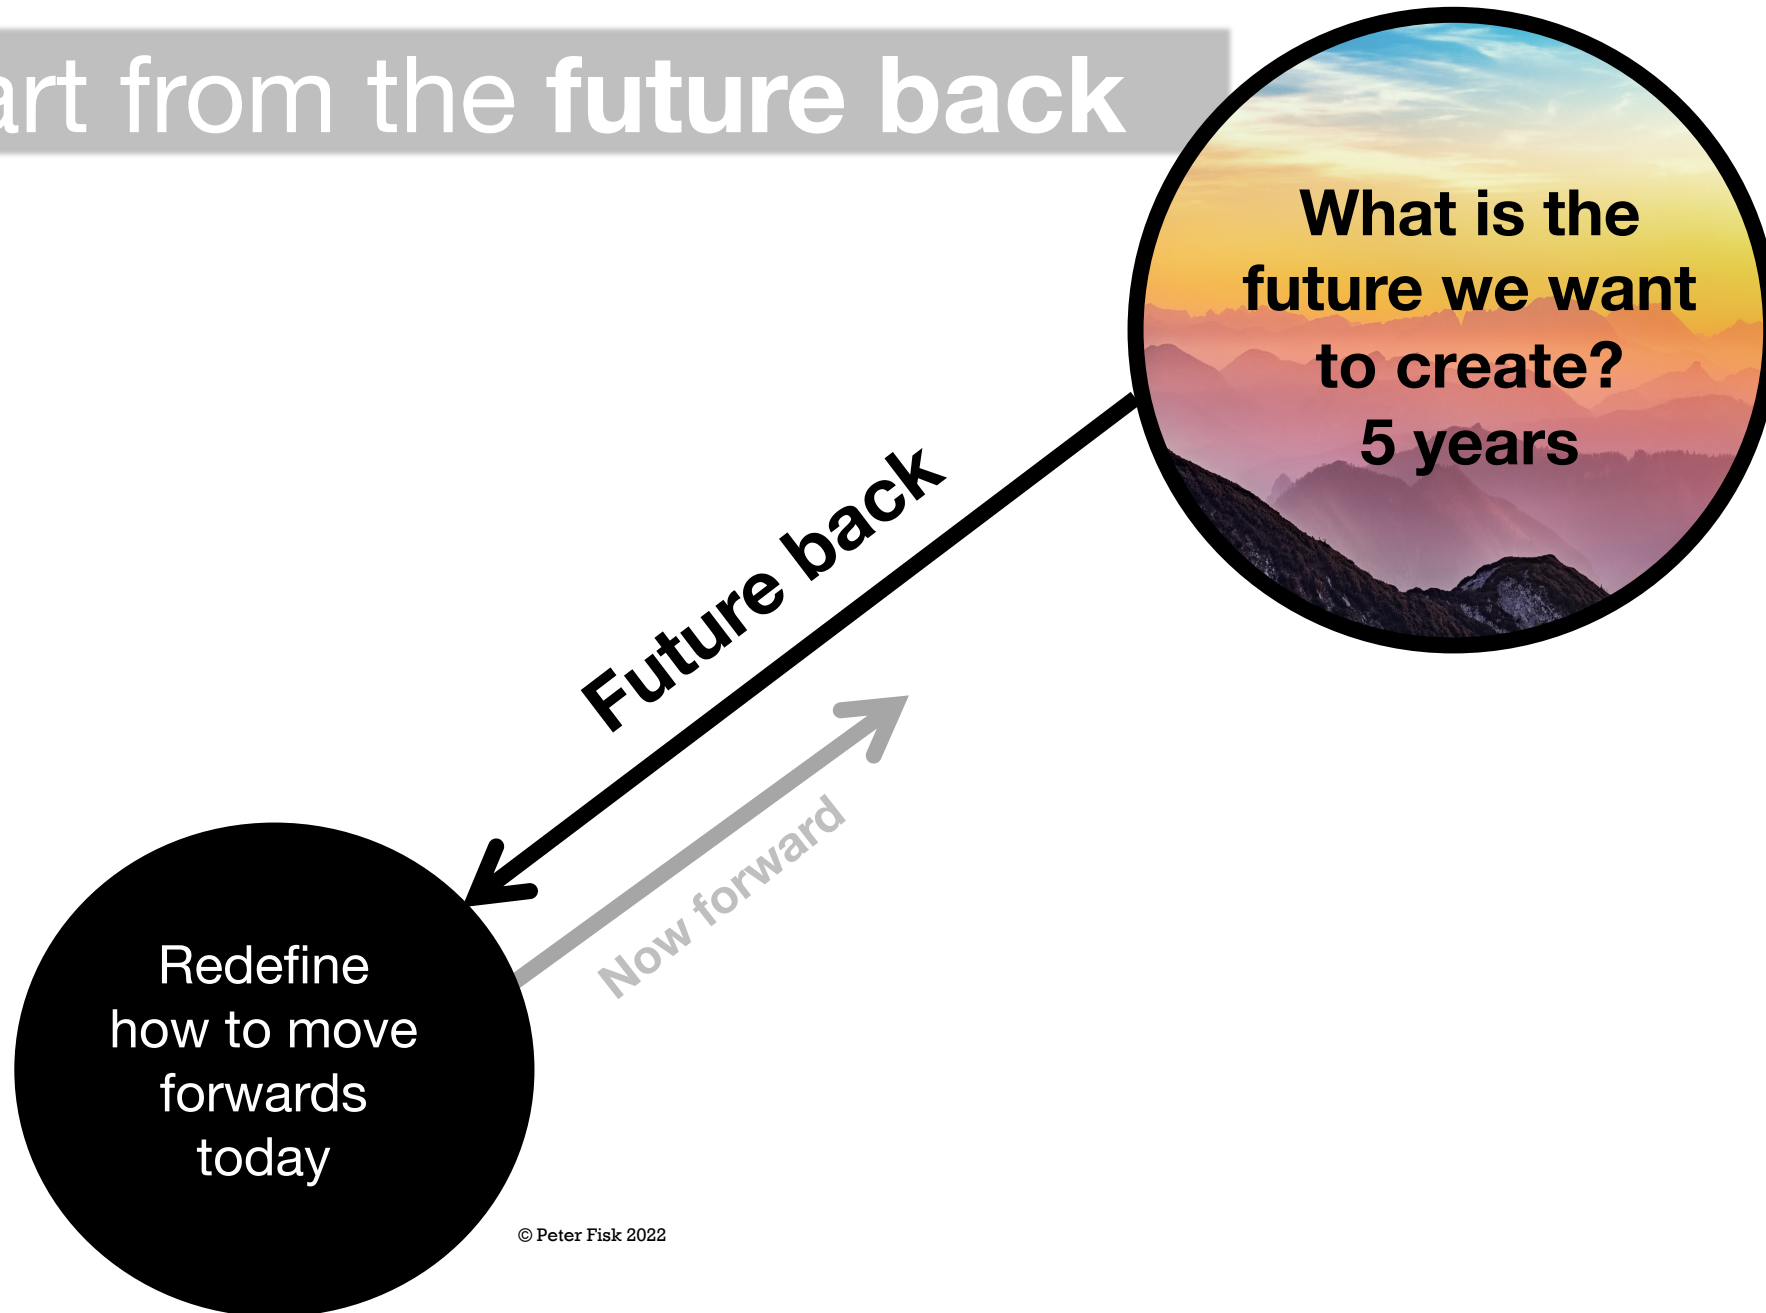 art from the future back
What is the
future we want
to create?
5 years
Future back
Now forward
Redefine
how to move
forwards
today
© Peter Fisk 2022